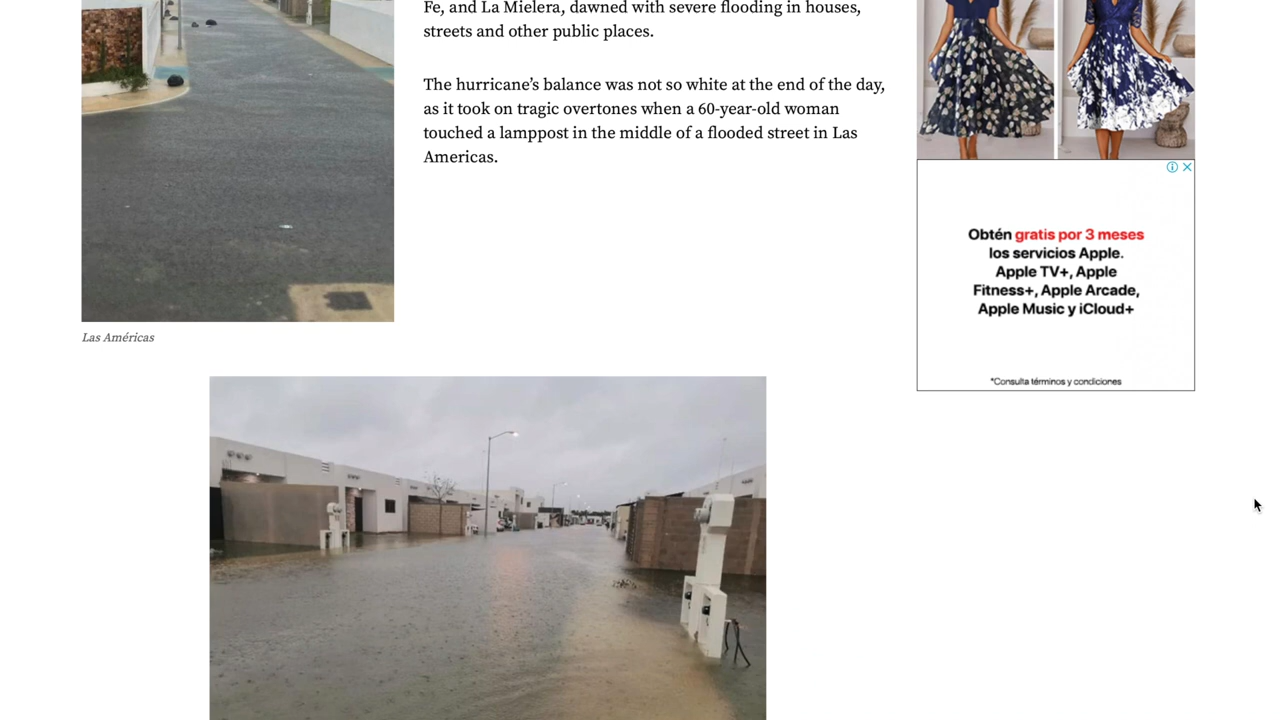 Fe, and La Mielera, dawned with severe flooding in houses,
streets and other public places.
The hurricane’s balance was not so white at the end of the day,
as it took on tragic overtones when a 60-year-old woman
touched a lamppost in the middle of a flooded street in Las
Americas.
Las Américas
Obtén gratis por 3 meses
los servicios Apple.
Apple TV+, Apple
Fitness+, Apple Arcade,
Apple Music y iCloud+
*Consulta términos y condiciones